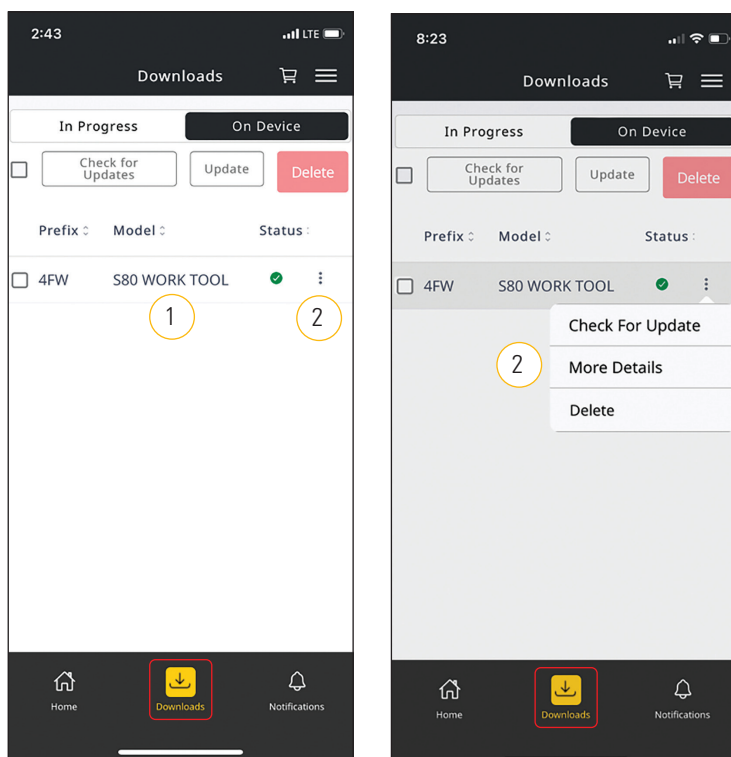 2:43
LTE
Downloads
In Progress
On Device
Check for
Updates
Update
Delete
Prefix
Model
Status
4FW
S80 WORK TOOL
1
2
Home
Downloads
Notifications
8:23
Downloads
In Progress
On Device
Check for
Updates
Update
Delete
Prefix
Model
Status
4FW
S80 WORK TOOL
Check For Update
2
More Details
Delete
Home
Downloads
Notifications